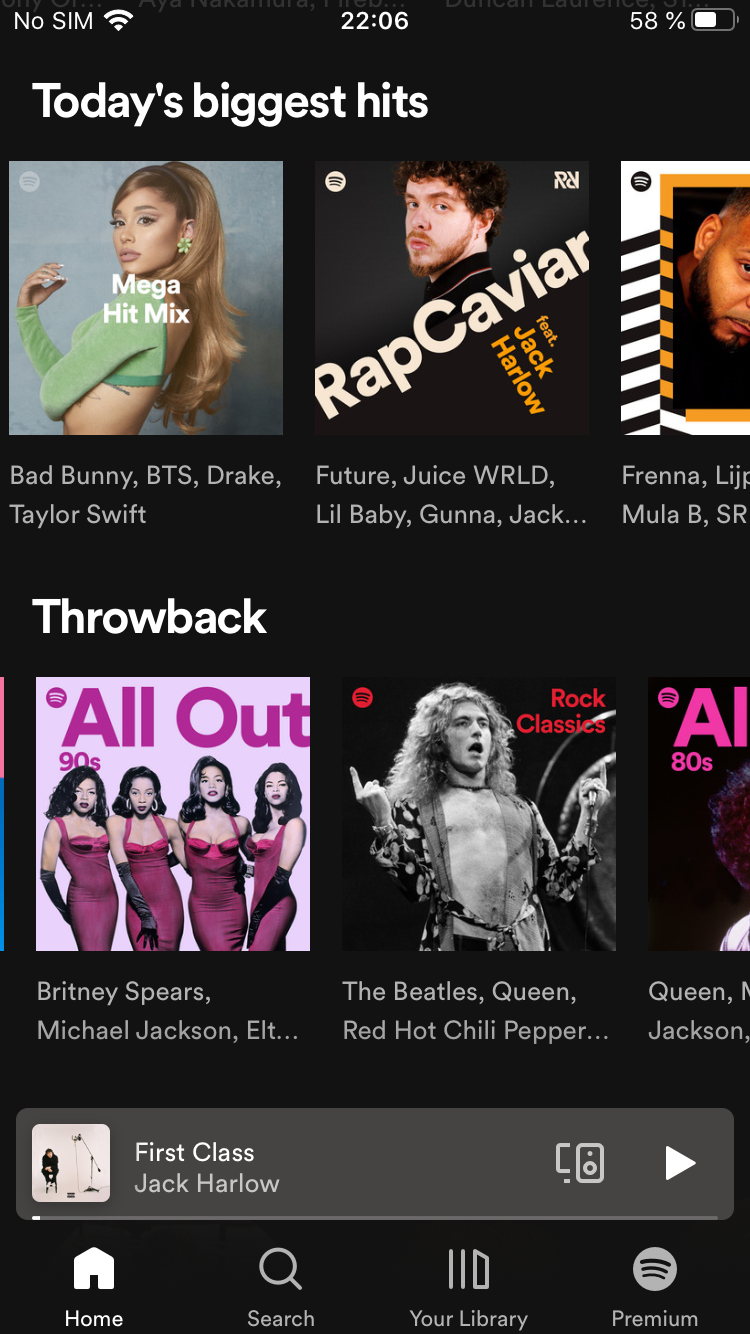 No SIM 22:06 58 %
Today's biggest hits
Mega
Hit Mix
RapCaviar
feat.
Jack
Harlow
Bad Bunny, BTS, Drake,
Taylor Swift
Future, Juice WRLD,
Lil Baby, Gunna, Jack...
Frenna, Lijp
Mula B, SR
Throwback
All Out
90s
Rock
Classics
Al
80s
Britney Spears,
Michael Jackson, Elt...
The Beatles, Queen,
Red Hot Chili Pepper...
Queen, M
Jackson,
First Class
Jack Harlow
Home Search Your Library Premium